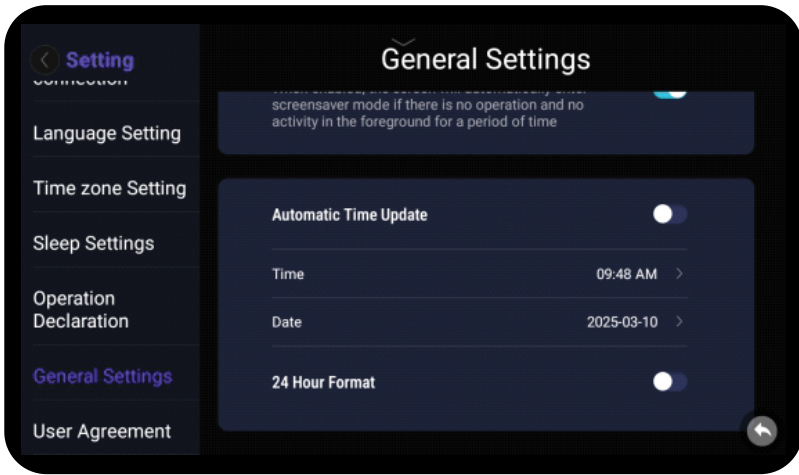 Setting
General Settings
Language Setting
Time zone Setting
Sleep Settings
Operation
Declaration
General Settings
User Agreement
screensaver mode if there is no operation and no
activity in the foreground for a period of time
Automatic Time Update
Time 09:48 AM
Date 2025-03-10
24 Hour Format